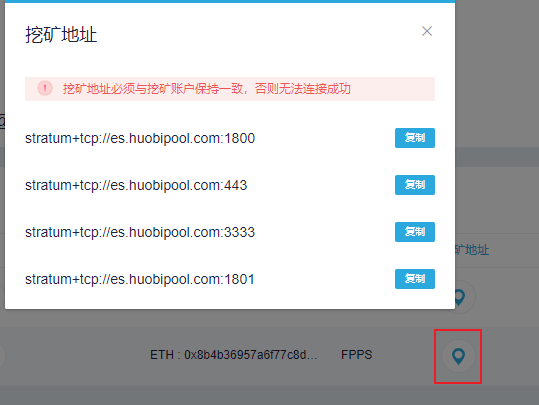 挖矿地址
挖矿地址必须与挖矿账户保持一致，否则无法连接成功
stratum+tcp://es.huobipool.com:1800 复制
stratum+tcp://es.huobipool.com:443 复制
stratum+tcp://es.huobipool.com:3333 复制
stratum+tcp://es.huobipool.com:1801 复制
矿地址
ETH : 0x8b4b36957a6f77c8d... FPPS